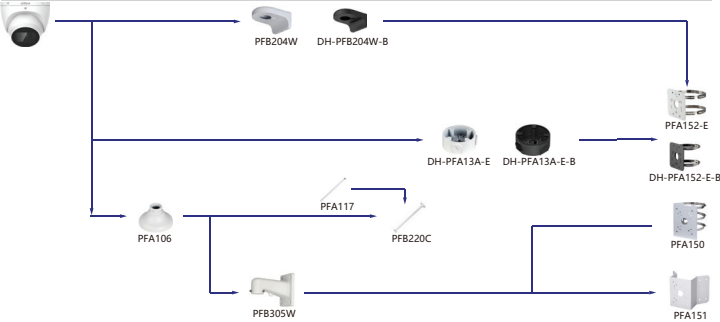 PFB204W
DH-PFB204W-B
PFA152-E
DH-PFA13A-E
DH-PFA13A-E-B
DH-PFA152-E-B
PFA117
PFA106
PFB220C
PFA150
PFB305W
PFA151